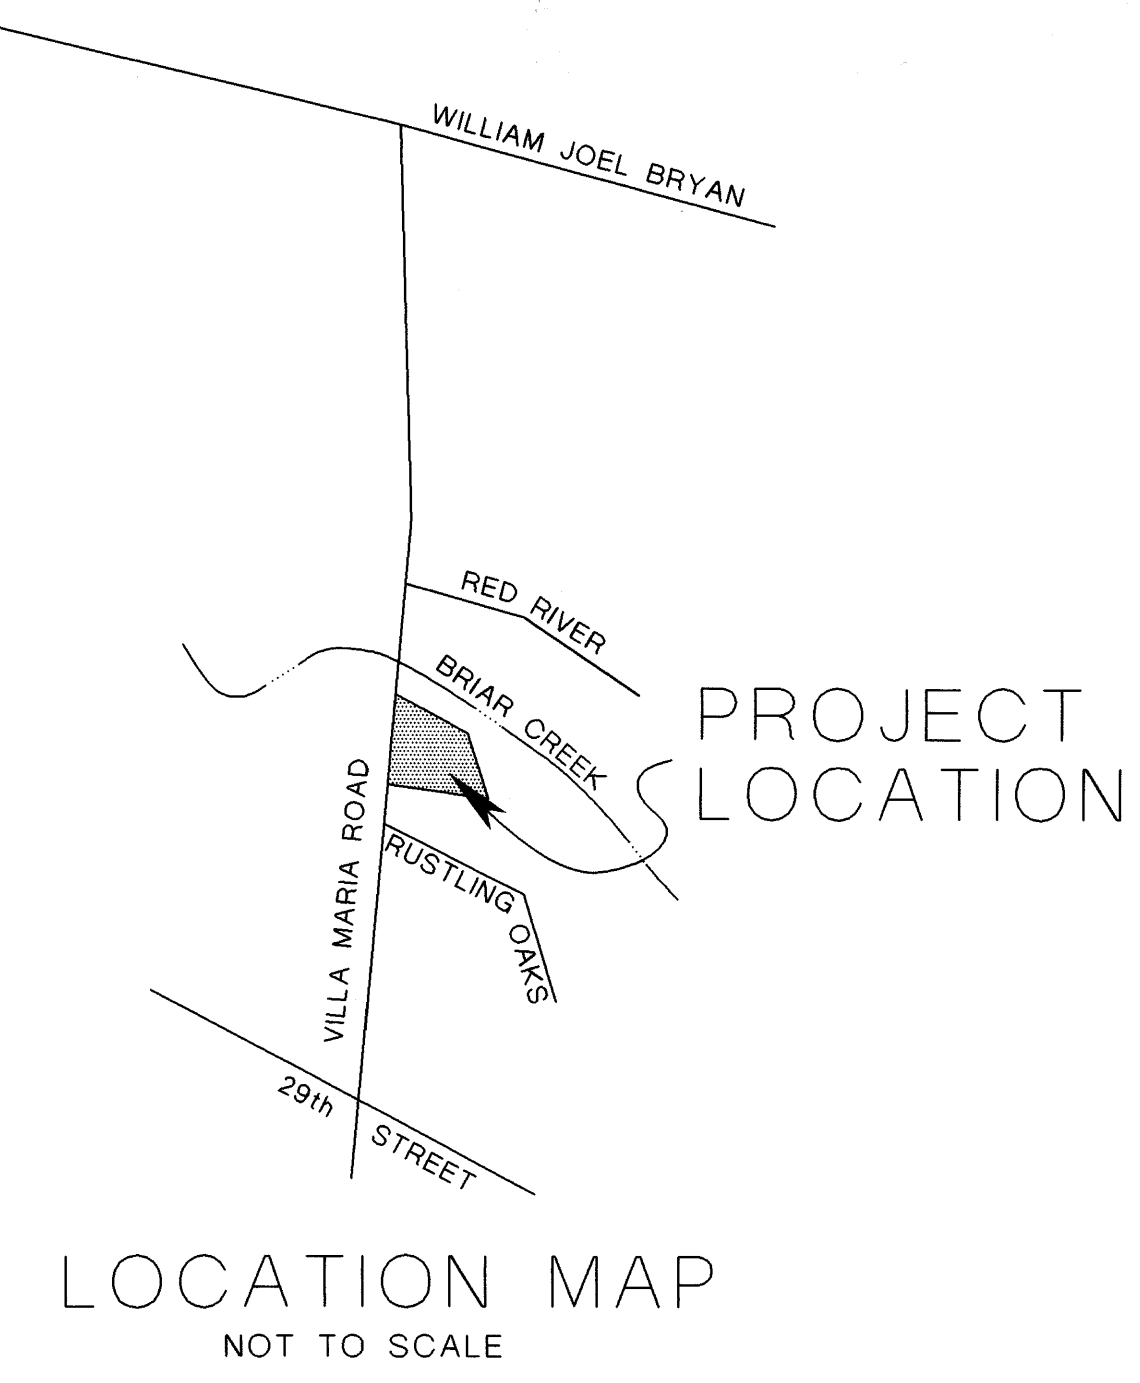 WILLIAM JOEL BRYAN
RED RIVER
BRIAR CREEK
PROJECT
LOCATION
VILLA MARIA ROAD
RUSTLING OAKS
29th STREET
LOCATION MAP
NOT TO SCALE